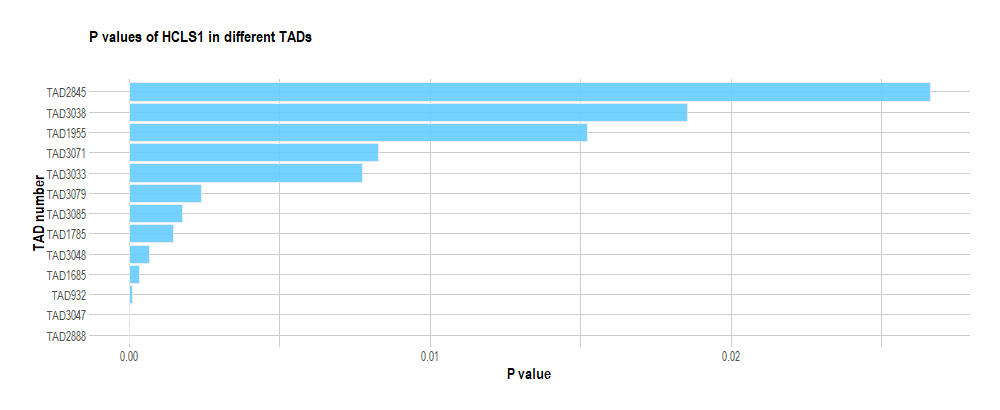 P values of HCLS1 in different TADs
TAD number
TAD2845
TAD3038
TAD1955
TAD3071
TAD3033
TAD3079
TAD3085
TAD1785
TAD3048
TAD1685
TAD932
TAD3047
TAD2888
0.00
0.01
0.02
P value